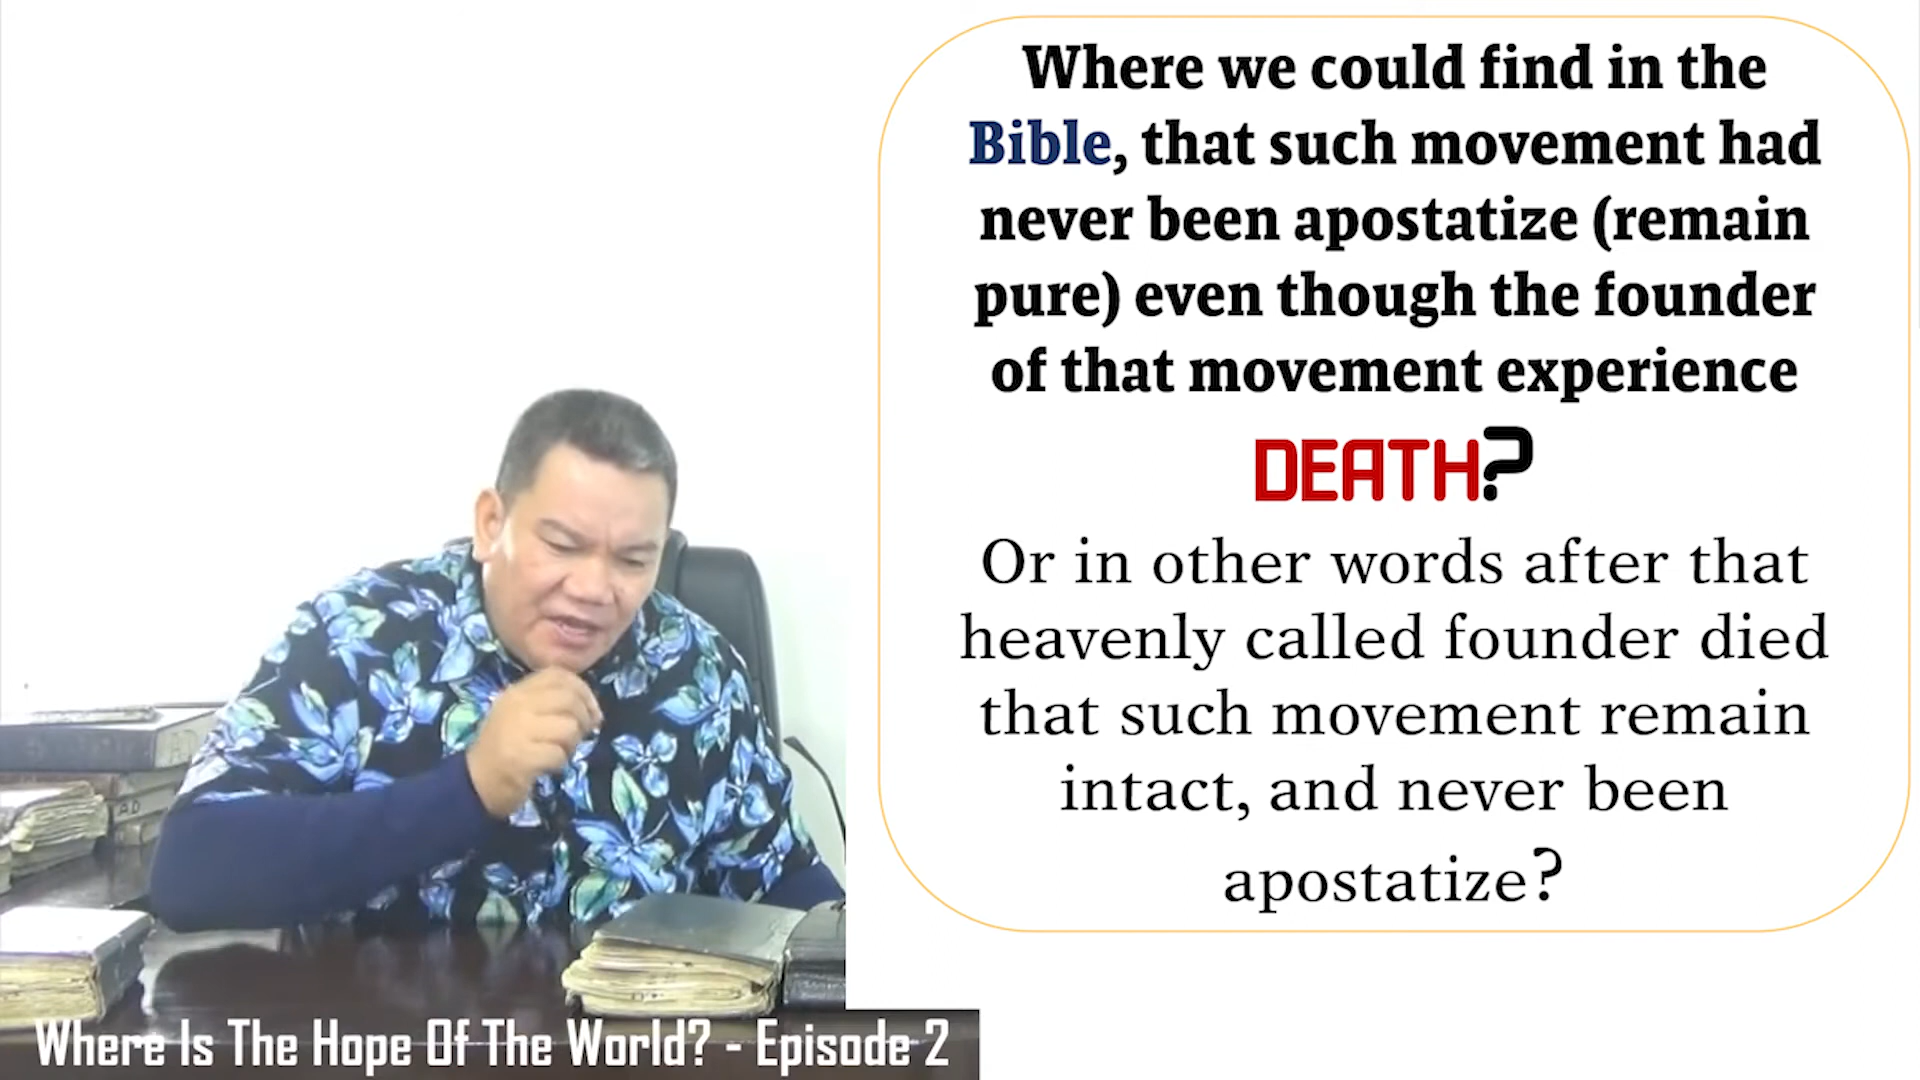 Where we could find in the
Bible, that such movement had
never been apostatize (remain
pure) even though the founder
of that movement experience
DEATH?
Or in other words after that
heavenly called founder died
that such movement remain
intact, and never been
apostatize?
AD
Where Is The Hope Of The World? - Episode 2